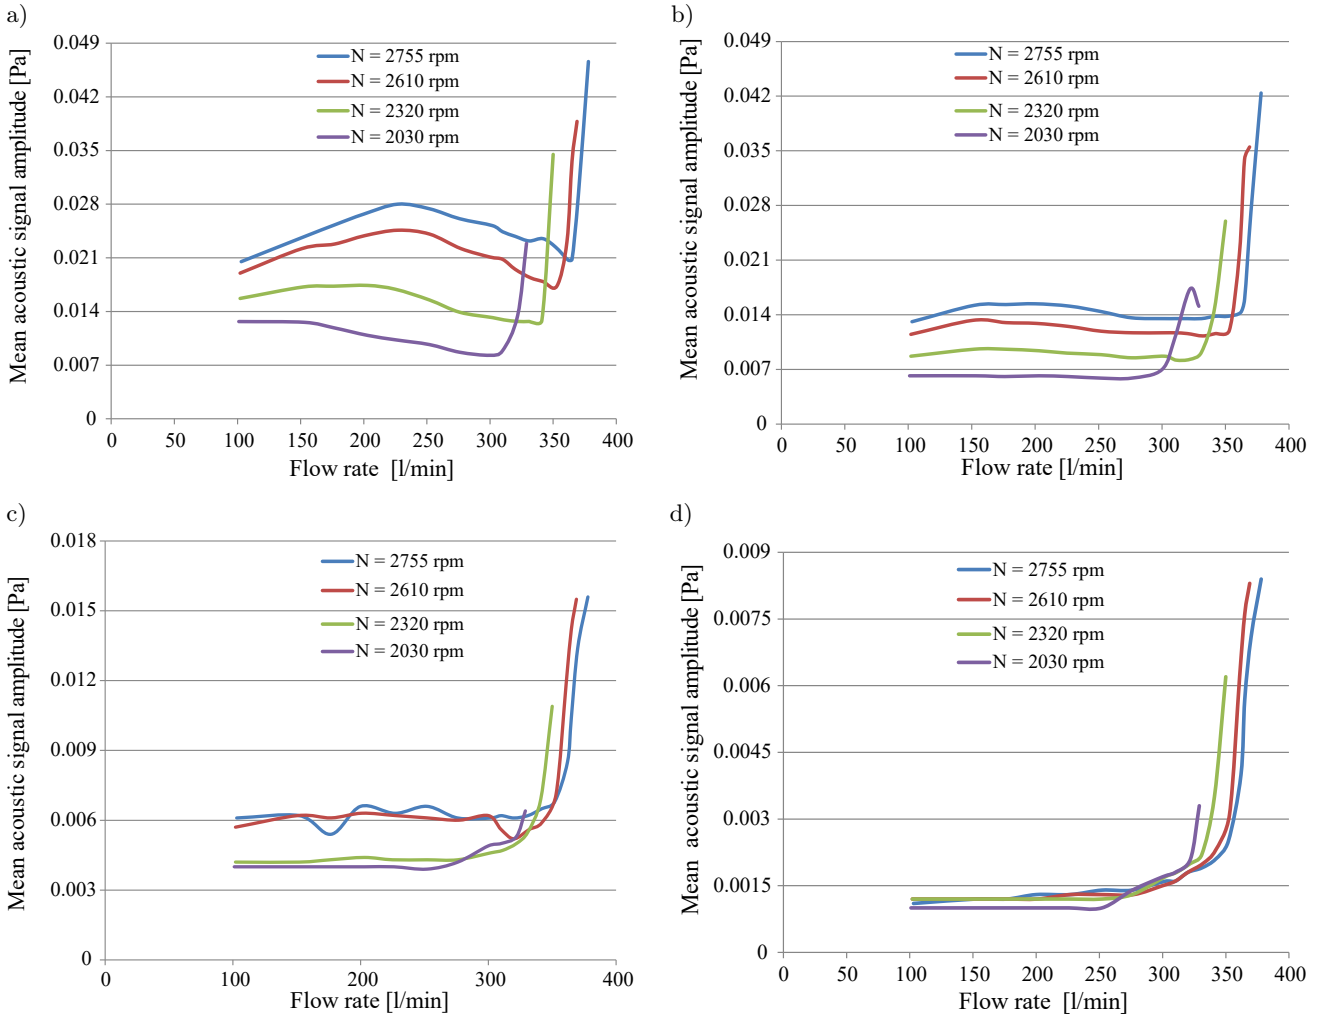 a)
Mean acoustic signal amplitude [Pa]
0.049
0.042
0.035
0.028
0.021
0.014
0.007
0
N = 2755 rpm
N = 2610 rpm
N = 2320 rpm
N = 2030 rpm
0 50 100 150 200 250 300 350 400
Flow rate [l/min]
b)
Mean acoustic signal amplitude [Pa]
0.049
0.042
0.035
0.028
0.021
0.014
0.007
0
N = 2755 rpm
N = 2610 rpm
N = 2320 rpm
N = 2030 rpm
0 50 100 150 200 250 300 350 400
Flow rate [l/min]
c)
Mean acoustic signal amplitude [Pa]
0.018
0.015
0.012
0.009
0.006
0.003
0
N = 2755 rpm
N = 2610 rpm
N = 2320 rpm
N = 2030 rpm
0 100 200 300 400
Flow rate [l/min]
d)
Mean acoustic signal amplitude [Pa]
0.009
0.0075
0.006
0.0045
0.003
0.0015
0
N = 2755 rpm
N = 2610 rpm
N = 2320 rpm
N = 2030 rpm
0 50 100 150 200 250 300 350 400
Flow rate [l/min]